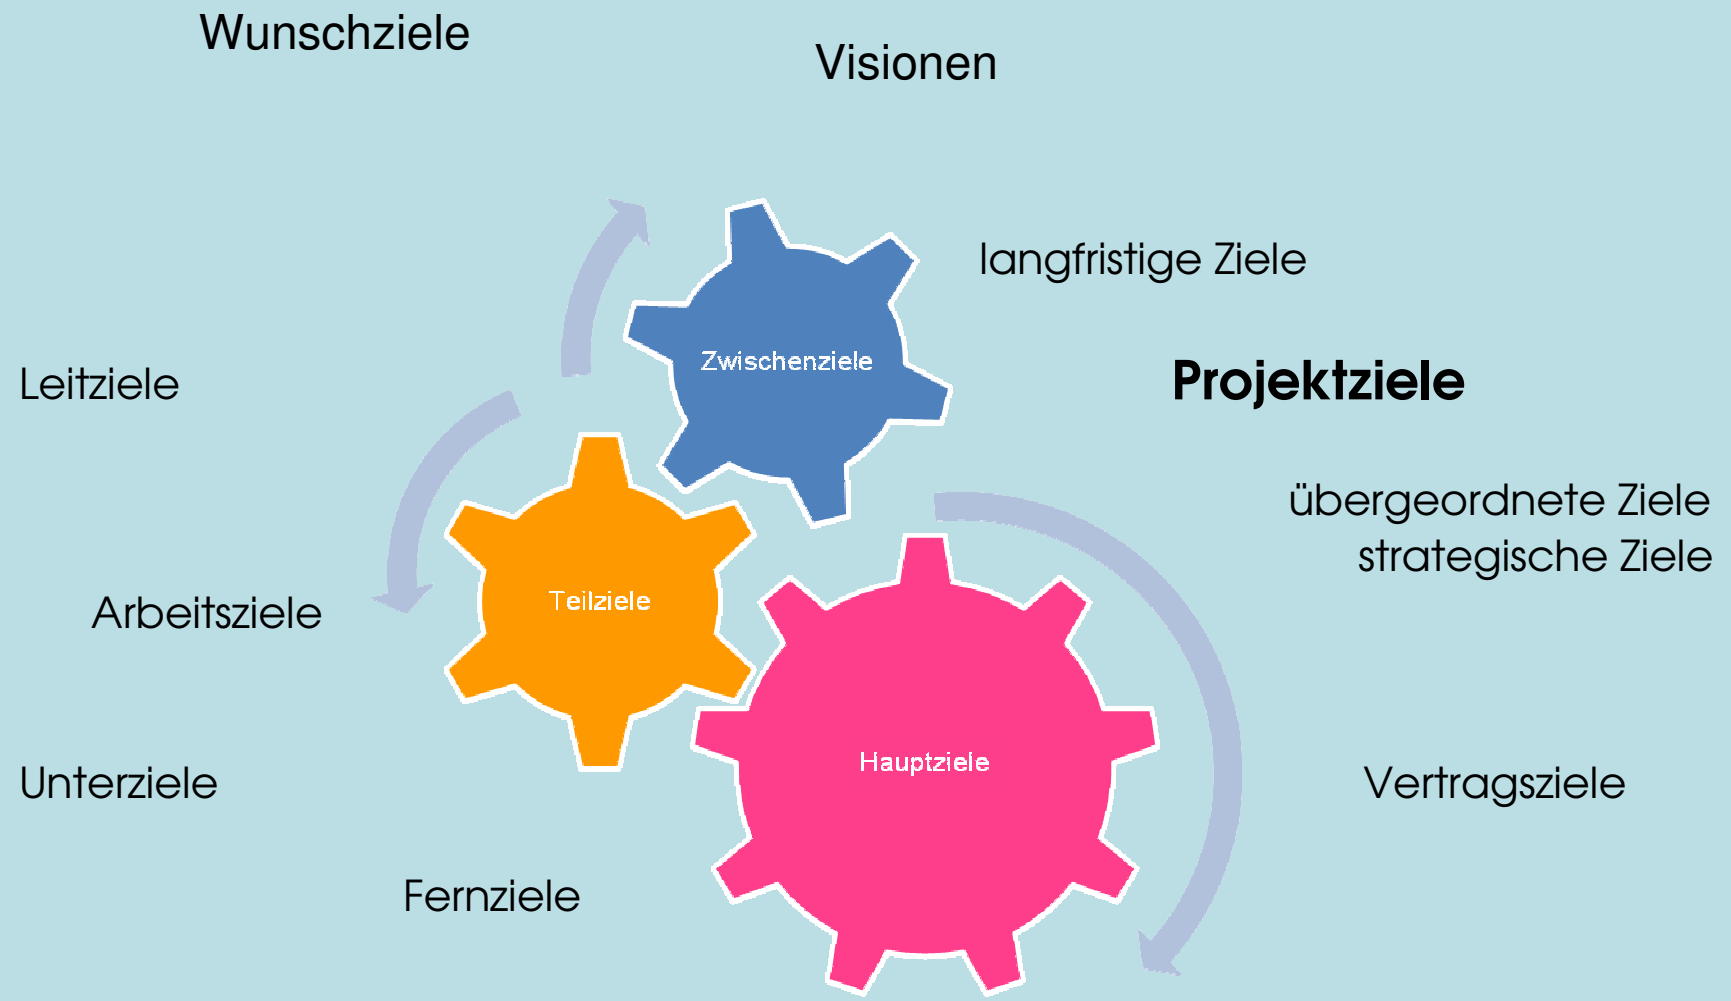 Wunschziele
Visionen
langfristige Ziele
Zwischenziele
Leitziele
Projektziele
übergeordnete Ziele
strategische Ziele
Teilziele
Arbeitsziele
Hauptziele
Unterziele
Vertragsziele
Fernziele